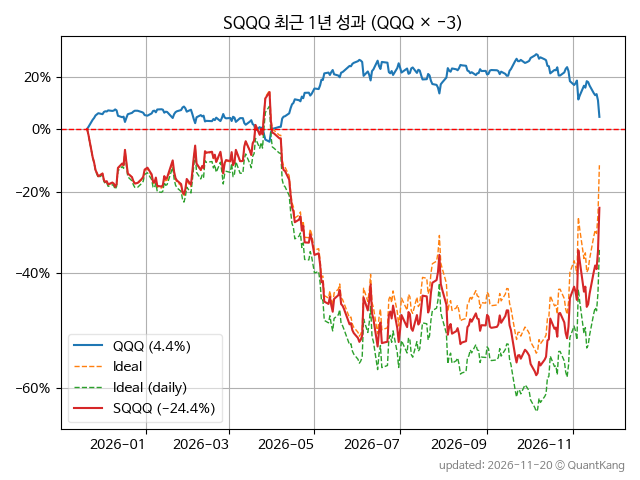 SQQQ 최근 1년 성과 (QQQ × −3)
20%
0%
−20%
−40%
−60%
QQQ (4.4%)
Ideal
Ideal (daily)
SQQQ (−24.4%)
2026-01
2026-03
2026-05
2026-07
2026-09
2026-11
updated: 2026-11-20 © QuantKang